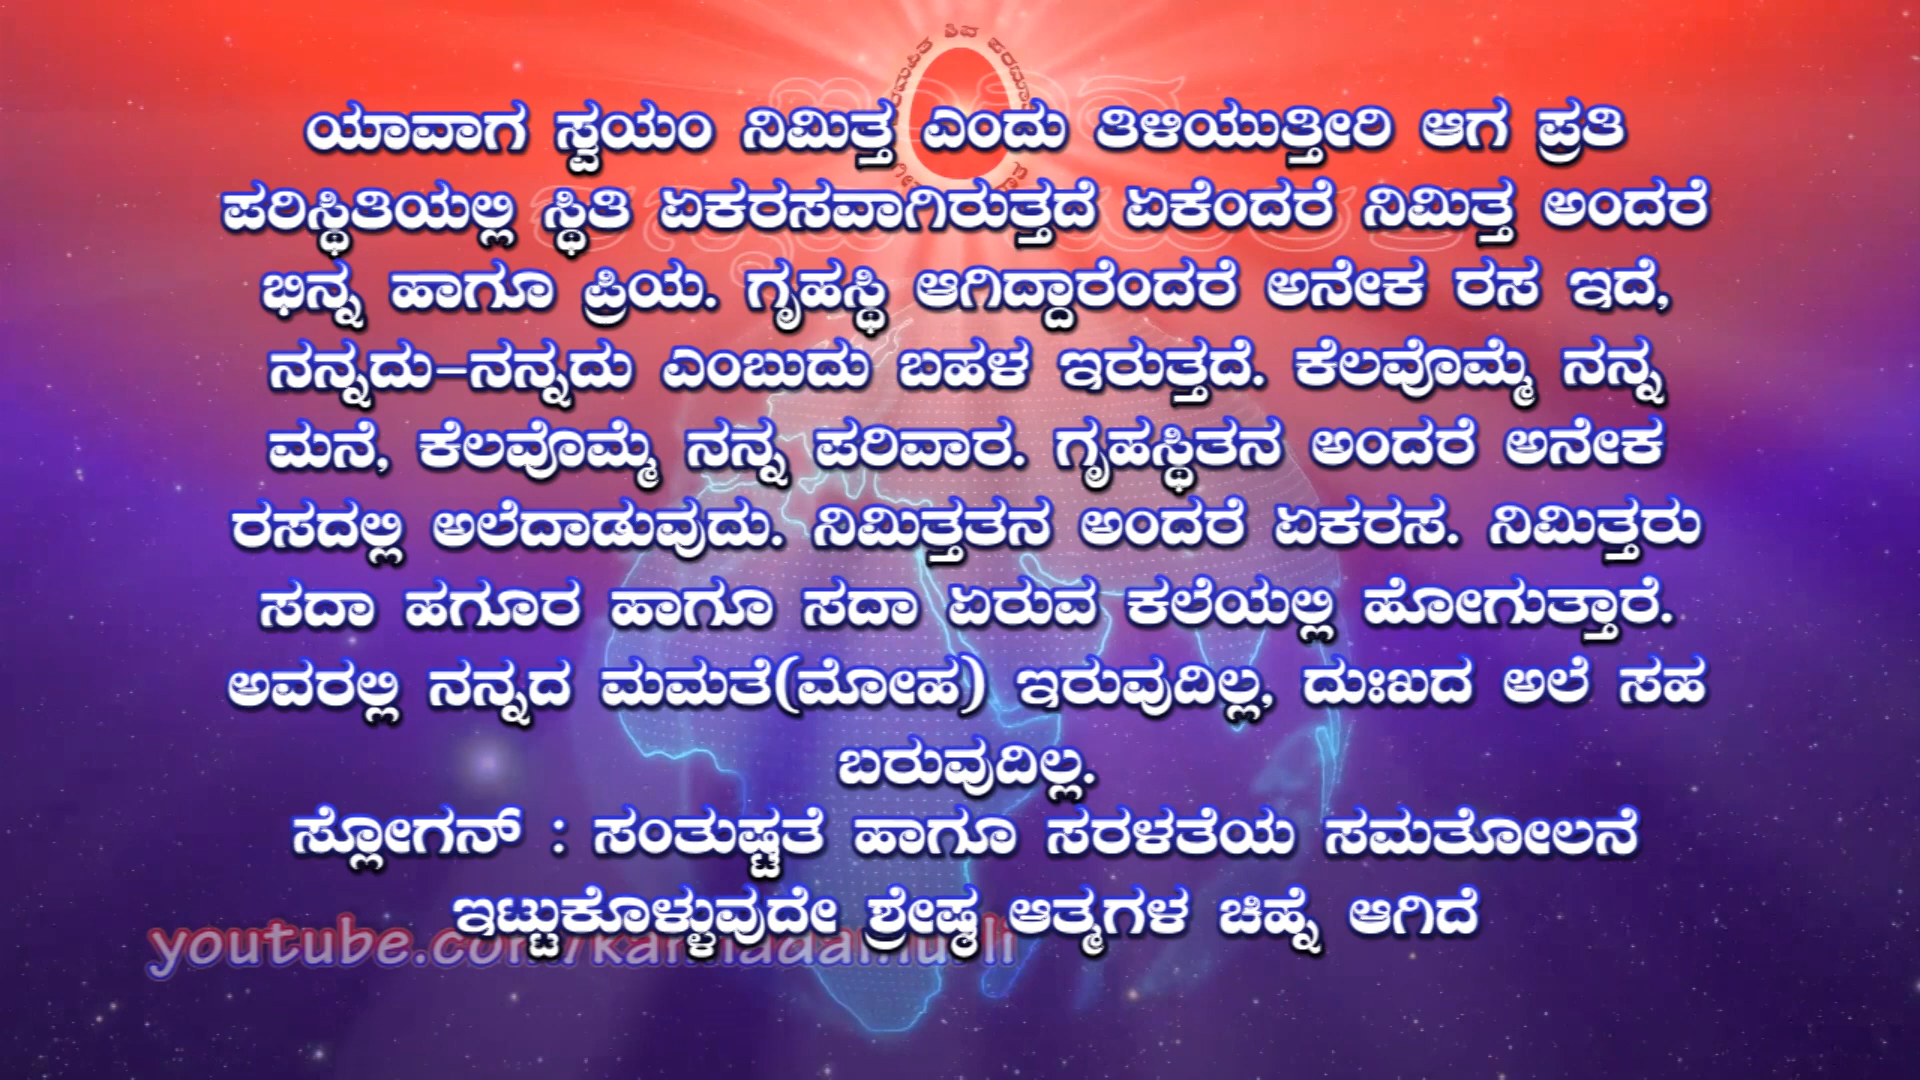 ಯಾವಾಗ ಸ್ವಯಂ ನಿಮಿತ್ತ ಎಂದು ತಿಳಿಯುತ್ತೀರಿ ಆಗ ಪ್ರತಿ
ಪರಿಸ್ಥಿತಿಯಲ್ಲಿ ಸ್ಥಿತಿ ಏಕರಸವಾಗಿರುತ್ತದೆ ಏಕೆಂದರೆ ನಿಮಿತ್ತ ಅಂದರೆ
ಭಿನ್ನ ಹಾಗೂ ಪ್ರಿಯ. ಗೃಹಸ್ಥಿ ಆಗಿದ್ದಾರೆಂದರೆ ಅನೇಕ ರಸ ಇದೆ,
ನನ್ನದು-ನನ್ನದು ಎಂಬುದು ಬಹಳ ಇರುತ್ತದೆ. ಕೆಲವೊಮ್ಮೆ ನನ್ನ
ಮನೆ, ಕೆಲವೊಮ್ಮೆ ನನ್ನ ಪರಿವಾರ. ಗೃಹಸ್ಥಿತನ ಅಂದರೆ ಅನೇಕ
ರಸದಲ್ಲಿ ಅಲೆದಾಡುವುದು. ನಿಮಿತ್ತತನ ಅಂದರೆ ಏಕರಸ. ನಿಮಿತ್ತರು
ಸದಾ ಹಗೂರ ಹಾಗೂ ಸದಾ ಏರುವ ಕಲೆಯಲ್ಲಿ ಹೋಗುತ್ತಾರೆ.
ಅವರಲ್ಲಿ ನನ್ನದ ಮಮತೆ(ಮೋಹ) ಇರುವುದಿಲ್ಲ, ದುಃಖದ ಅಲೆ ಸಹ
ಬರುವುದಿಲ್ಲ.
ಸ್ಲೋಗನ್ : ಸಂತುಷ್ಟತೆ ಹಾಗೂ ಸರಳತೆಯ ಸಮತೋಲನೆ
ಇಟ್ಟುಕೊಳ್ಳುವುದೇ ಶ್ರೇಷ್ಠ ಆತ್ಮಗಳ ಚಿಹ್ನೆ ಆಗಿದೆ
youtube.com/kannadamurli